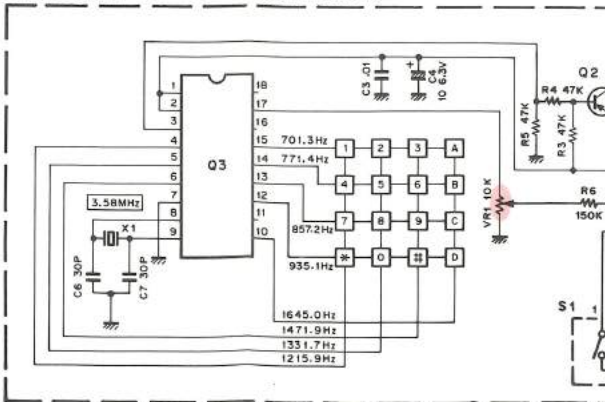 1
2
3
4
5
6
7
8
9
18
17
16
15
14
13
12
11
10
Q3
3.58MHz
X1
C6 30P
C7 30P
C3 .01
+
C4
10 6.3V
701.3Hz
771.4Hz
857.2Hz
935.1Hz
1 2 3 A
4 5 6 B
7 8 9 C
* 0 # D
1645.0Hz
1471.9Hz
1331.7Hz
1215.9Hz
Q2
R4 47K
R5 47K
R3 47K
VR1 10K
R6
150K
S1
1